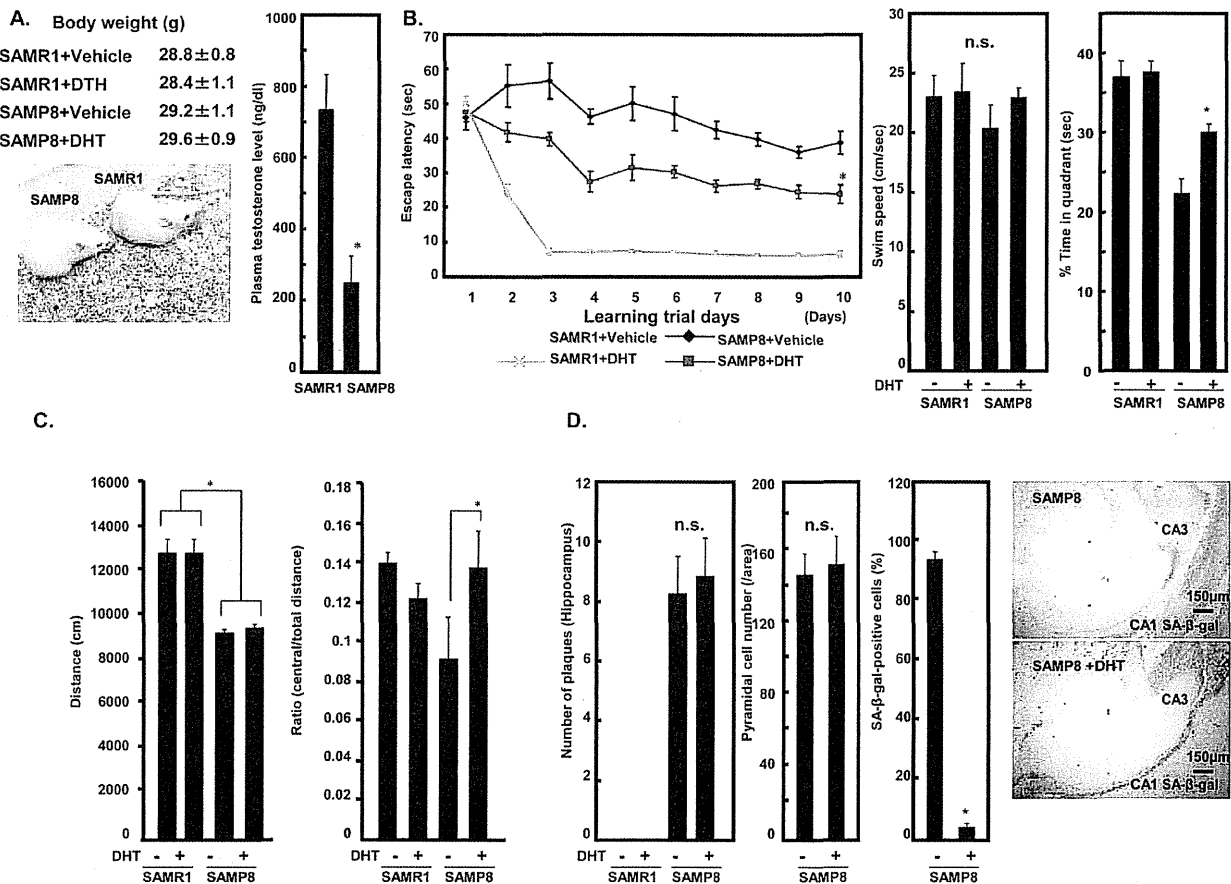 A. Body weight (g)
SAMR1+Vehicle 28.8±0.8
SAMR1+DTH 28.4±1.1
SAMP8+Vehicle 29.2±1.1
SAMP8+DHT 29.6±0.9
SAMR1
SAMP8
Plasma testosterone level (ng/dl)
1000
800
900
700
600
400
200
0
*
SAMR1 SAMP8
B.
Escape latency (sec)
70
60
50
40
30
20
10
0
*
1 2 3 4 5 6 7 8 9 10
Learning trial days (Days)
SAMR1+Vehicle SAMP8+Vehicle
SAMR1+DHT SAMP8+DHT
Swim speed (cm/sec)
30
25
20
15
10
5
0
n.s.
DHT - + - +
SAMR1 SAMP8
% Time in quadrant (sec)
40
30
20
10
0
*
- + - +
SAMR1 SAMP8
C.
Distance (cm)
16000
14000
12000
10000
8000
6000
4000
2000
0
*
DHT - + - +
SAMR1 SAMP8
Ratio (central/total distance)
0.18
0.16
0.14
0.12
0.1
0.08
0.06
0.04
0.02
0
*
DHT - + - +
SAMR1 SAMP8
D.
Number of plaques (Hippocampus)
12
10
8
6
4
2
0
n.s.
DHT - + - +
SAMR1 SAMP8
Pyramidal cell number (/area)
200
160
120
80
40
0
n.s.
- +
SAMP8
SA-β-gal-positive cells (%)
120
100
80
60
40
20
0
*
- +
SAMP8
SAMP8
CA3
150μm
CA1 SA-β-gal
SAMP8 +DHT
CA3
150μm
CA1 SA-β-gal